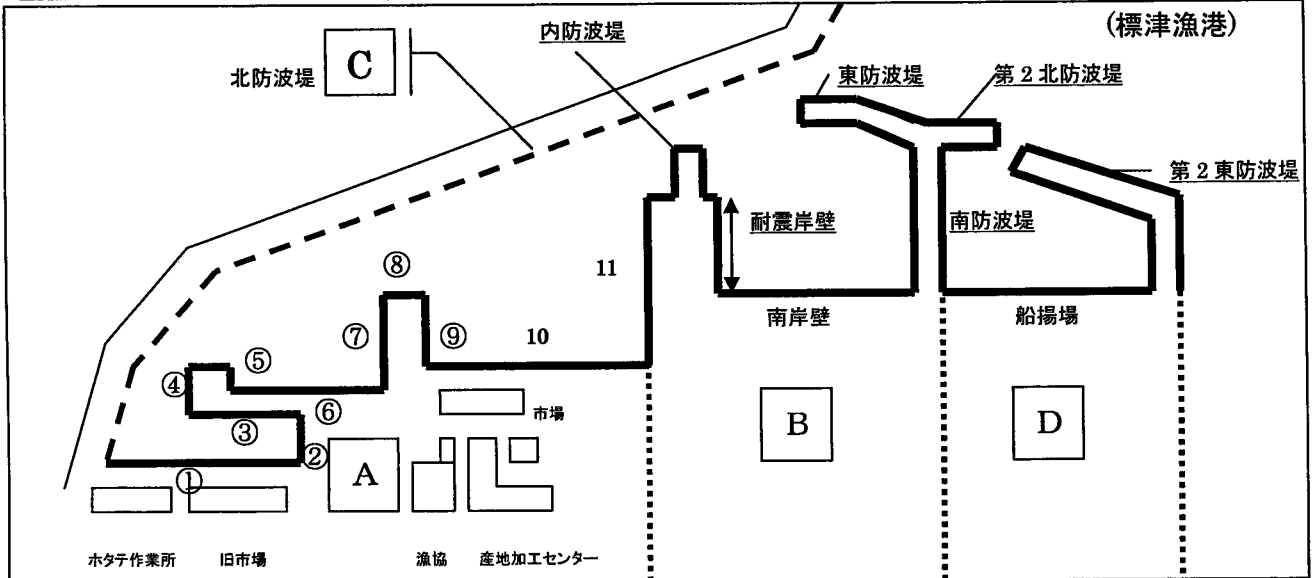 (標津漁港)
内防波堤
北防波堤
C
東防波堤
第2北防波堤
第2東防波堤
耐震岸壁
南防波堤
⑧
11
南岸壁
船揚場
⑦
⑨
10
⑤
④
⑥
③
市場
②
①
A
B
D
ホタテ作業所
旧市場
漁協
産地加工センター